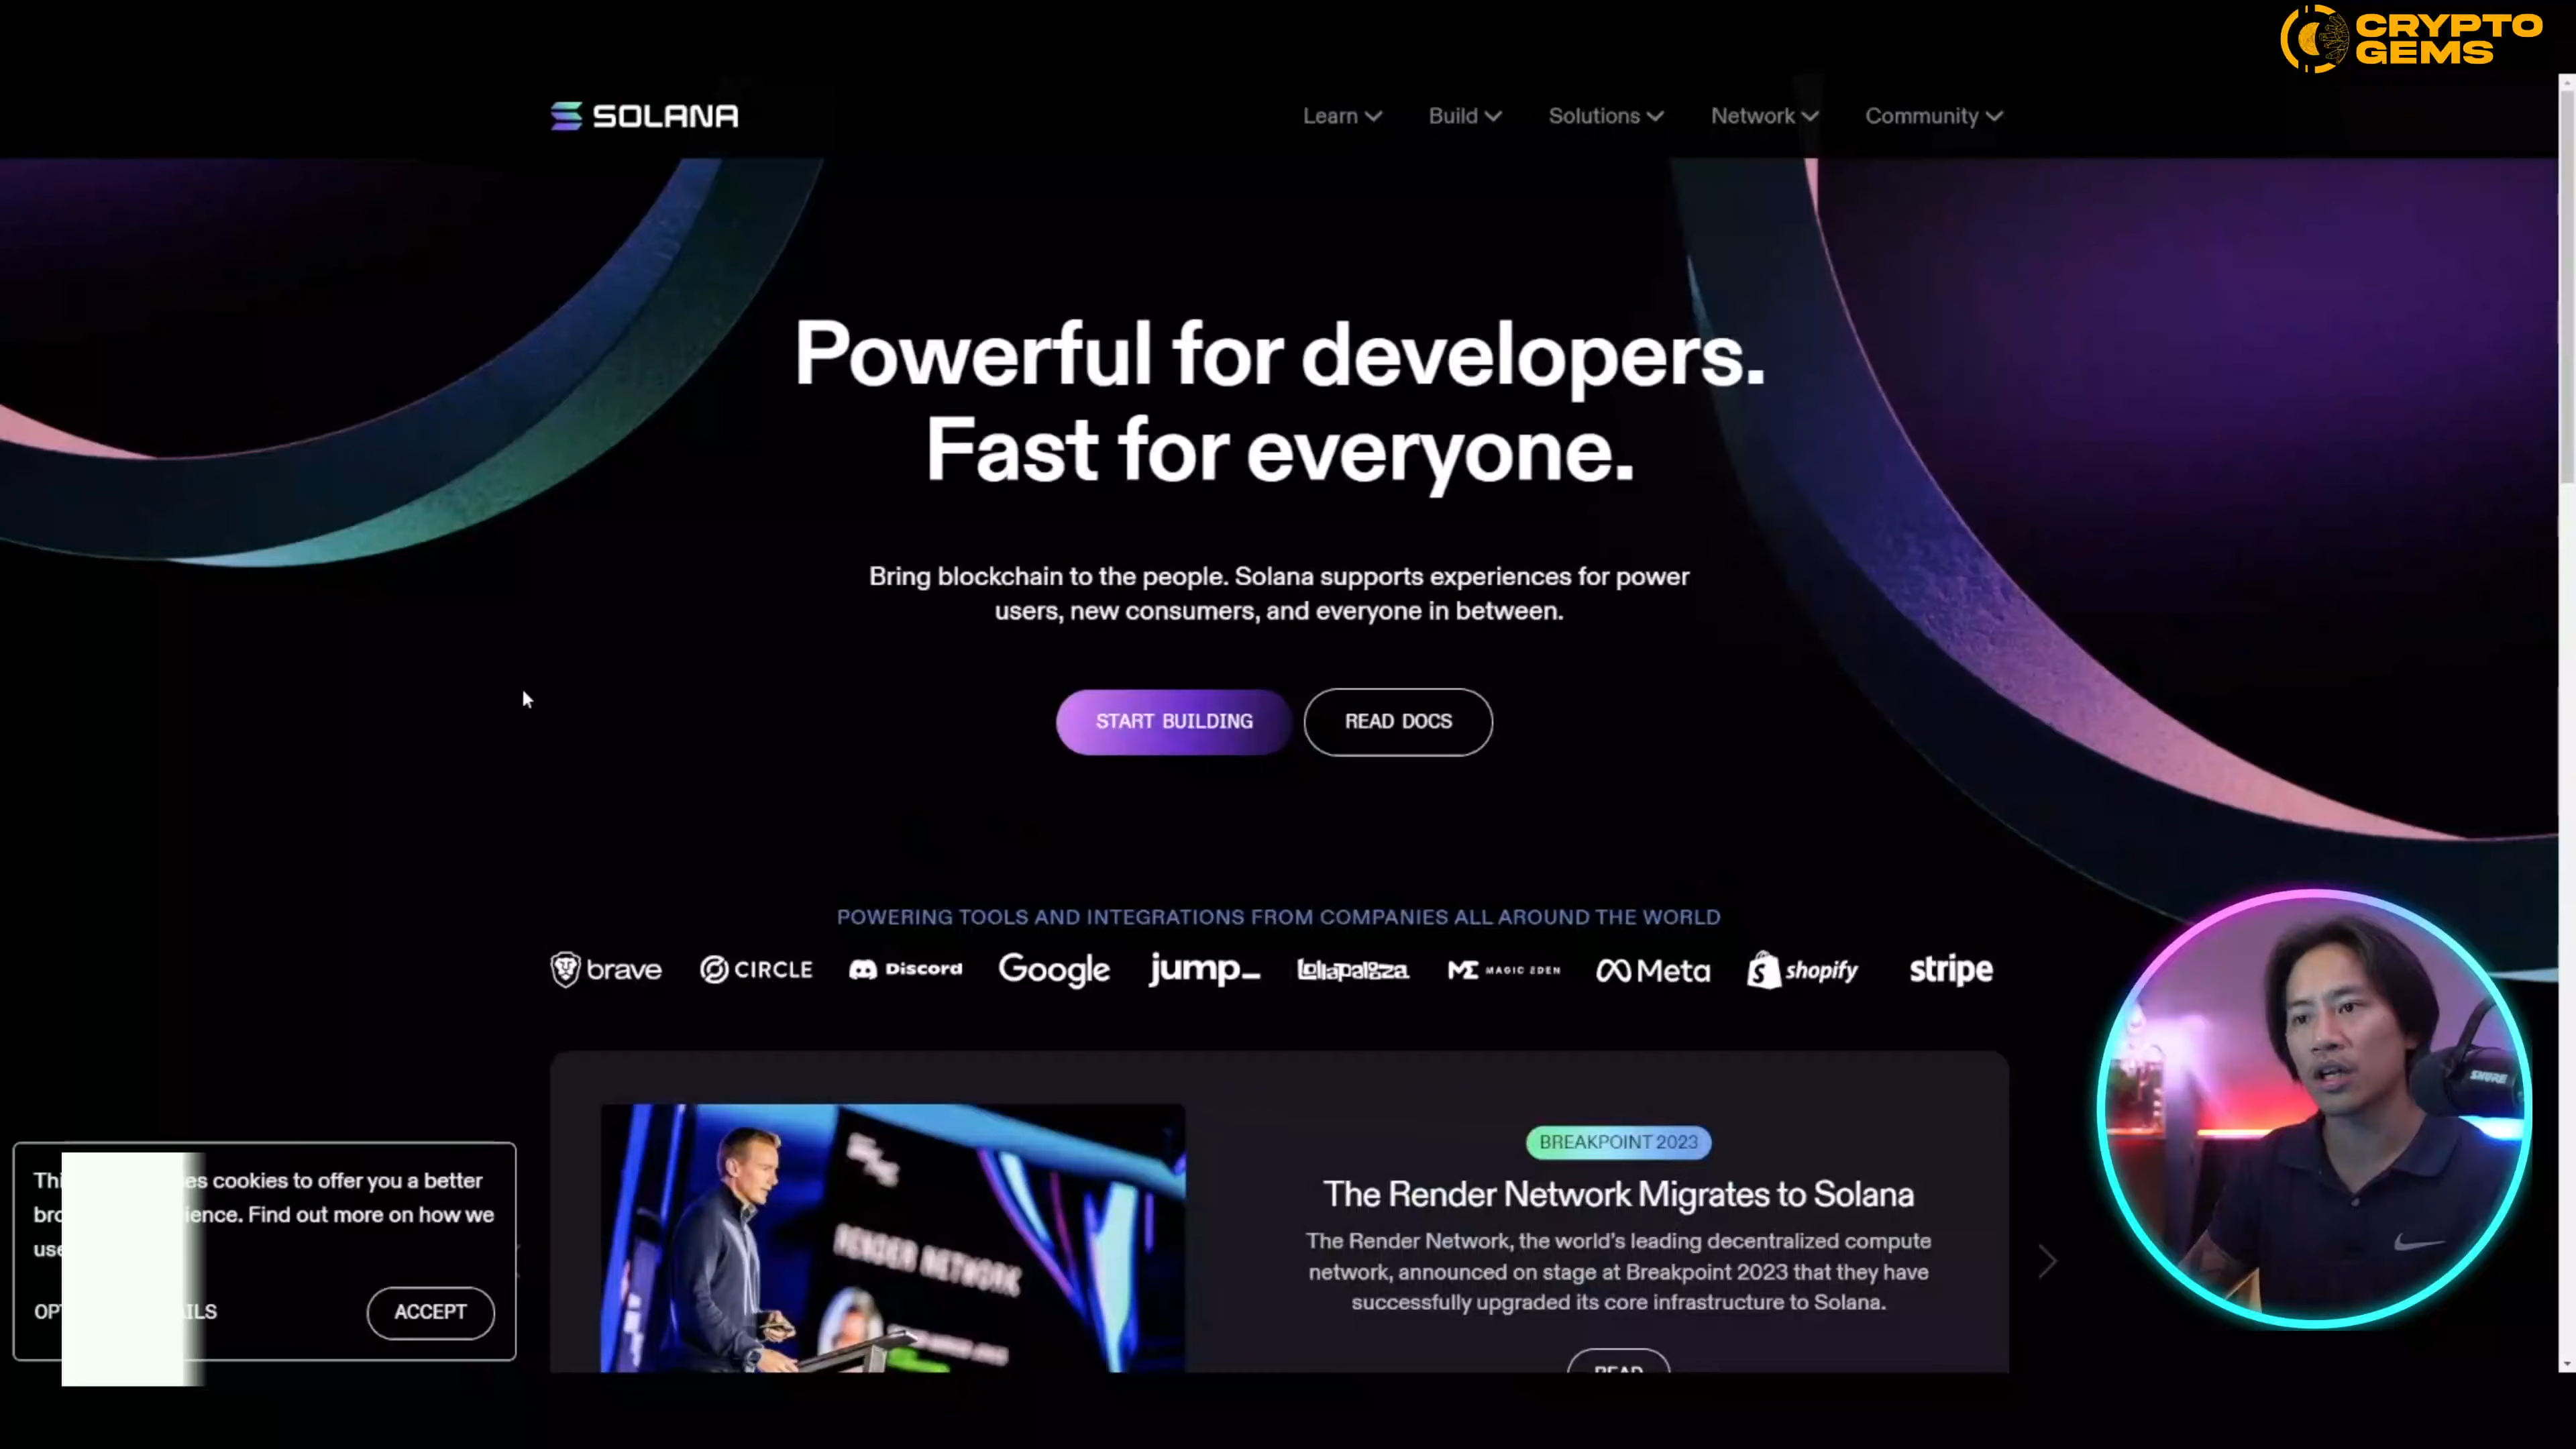 CRYPTO
GEMS
SOLANA
Learn
Build
Solutions
Network
Community
Powerful for developers.
Fast for everyone.
Bring blockchain to the people. Solana supports experiences for power
users, new consumers, and everyone in between.
START BUILDING
READ DOCS
POWERING TOOLS AND INTEGRATIONS FROM COMPANIES ALL AROUND THE WORLD
brave
CIRCLE
Discord
Google
jump_
Lollapalooza
ME MAGIC EDEN
Meta
shopify
stripe
BREAKPOINT 2023
The Render Network Migrates to Solana
The Render Network, the world's leading decentralized compute
network, announced on stage at Breakpoint 2023 that they have
successfully upgraded its core infrastructure to Solana.
RENDER NETWORK
SHURE
cookies to offer you a better
Find out more on how we
ACCEPT